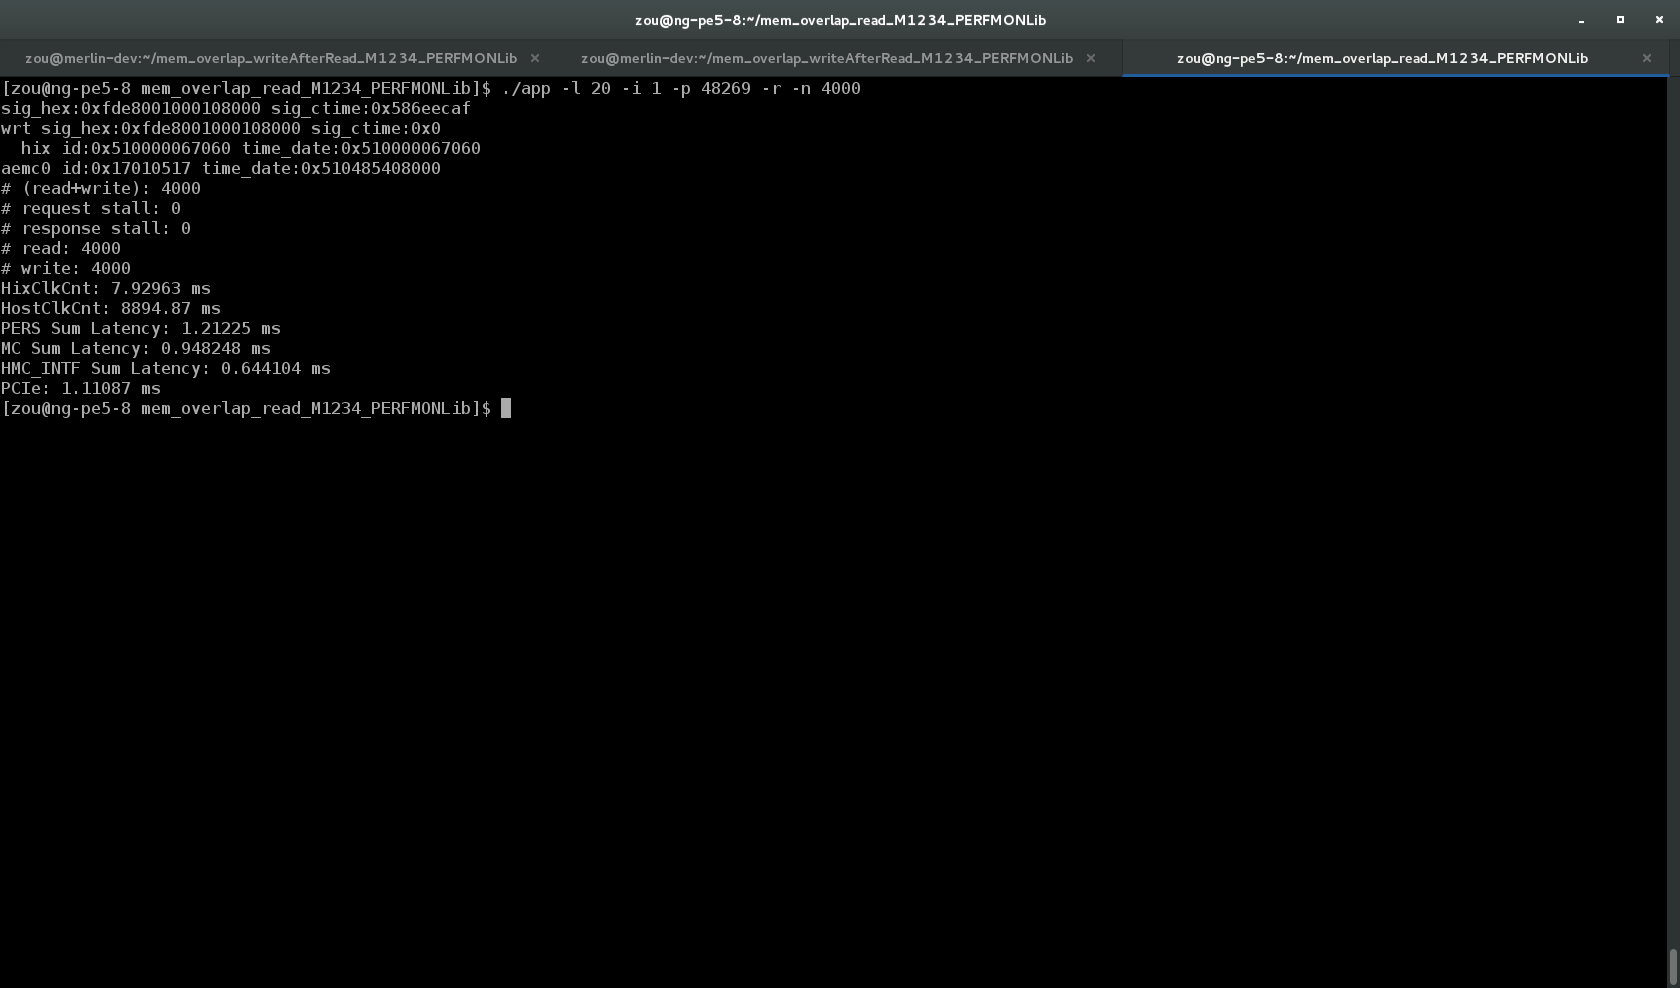 zou@ng-pe5-8:~/mem_overlap_read_M1234_PERFMONLib
zou@merlin-dev:~/mem_overlap_writeAfterRead_M1234_PERFMONLib
zou@merlin-dev:~/mem_overlap_writeAfterRead_M1234_PERFMONLib
zou@ng-pe5-8:~/mem_overlap_read_M1234_PERFMONLib
[zou@ng-pe5-8 mem_overlap_read_M1234_PERFMONLib]$ ./app -l 20 -i 1 -p 48269 -r -n 4000
sig_hex:0xfde8001000108000 sig_ctime:0x586eecaf
wrt sig_hex:0xfde8001000108000 sig_ctime:0x0
  hix id:0x510000067060 time_date:0x510000067060
aemc0 id:0x17010517 time_date:0x510485408000
# (read+write): 4000
# request stall: 0
# response stall: 0
# read: 4000
# write: 4000
HixClkCnt: 7.92963 ms
HostClkCnt: 8894.87 ms
PERS Sum Latency: 1.21225 ms
MC Sum Latency: 0.948248 ms
HMC_INTF Sum Latency: 0.644104 ms
PCIe: 1.11087 ms
[zou@ng-pe5-8 mem_overlap_read_M1234_PERFMONLib]$